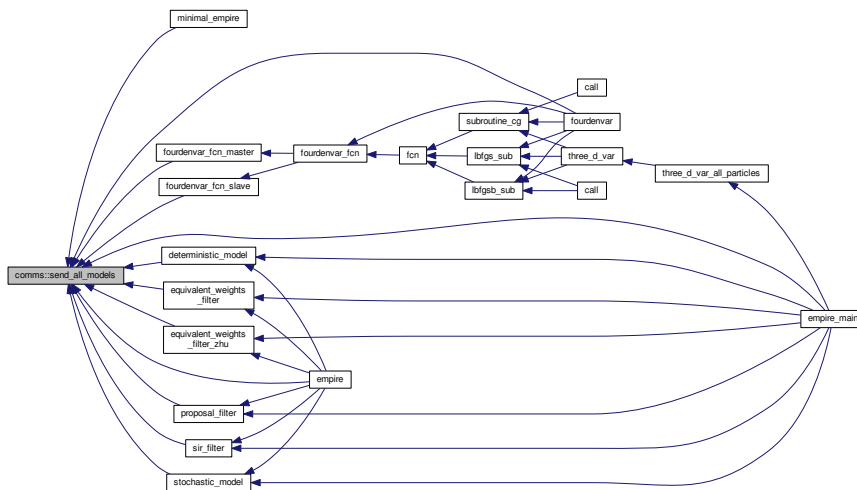 minimal_empire
call
subroutine_cg
fourdenvar
fourdenvar_fcn_master
fourdenvar_fcn
fcn
lbfgs_sub
three_d_var
fourdenvar_fcn_slave
lbfgsb_sub
call
three_d_var_all_particles
comms::send_all_models
deterministic_model
equivalent_weights
_filter
equivalent_weights
_filter_zhu
empire_main
empire
proposal_filter
sir_filter
stochastic_model